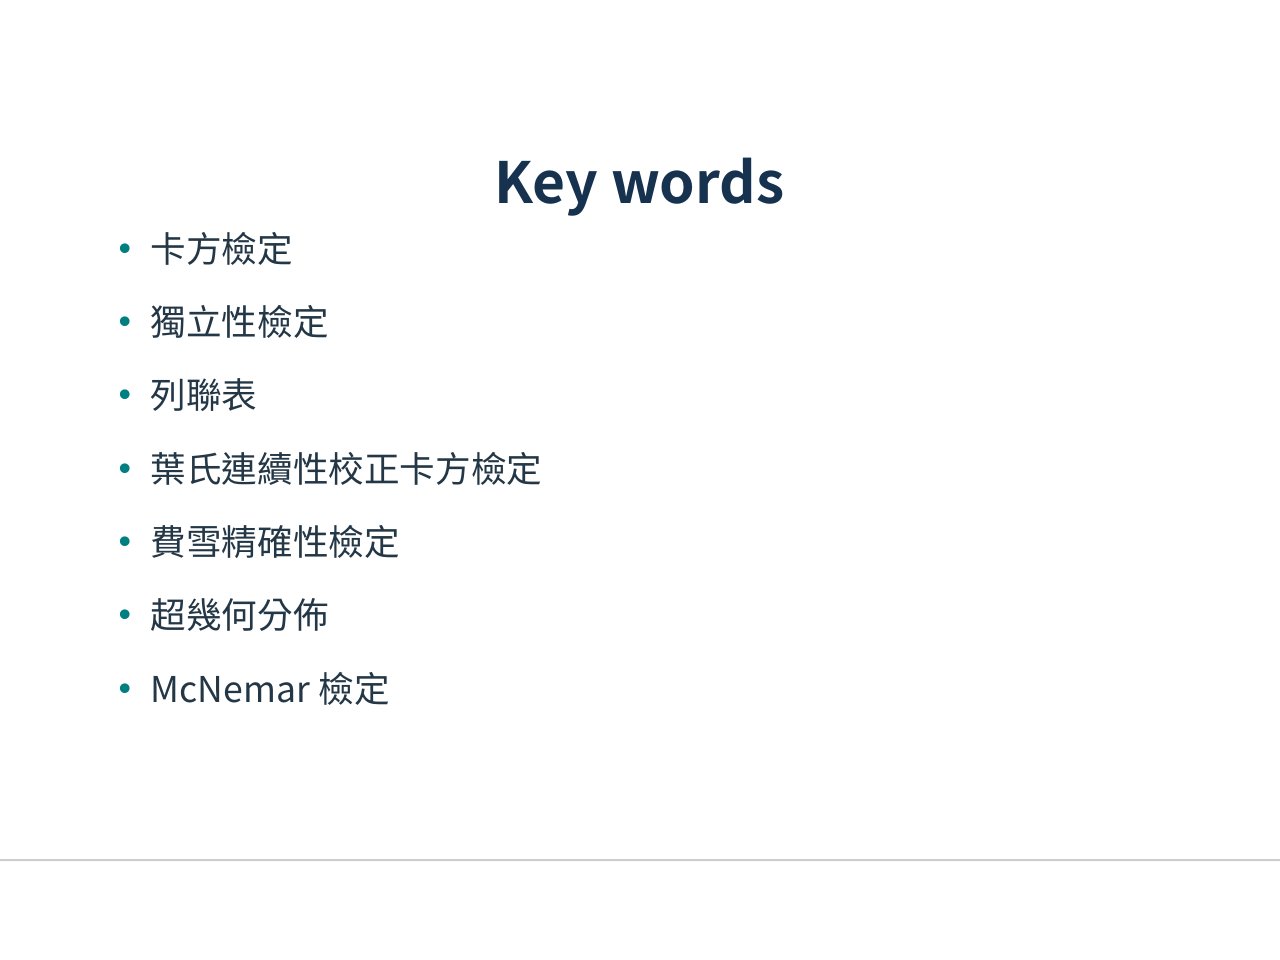 Key words
• 卡方檢定
• 獨立性檢定
• 列聯表
• 葉氏連續性校正卡方檢定
• 費雪精確性檢定
• 超幾何分佈
• McNemar 檢定